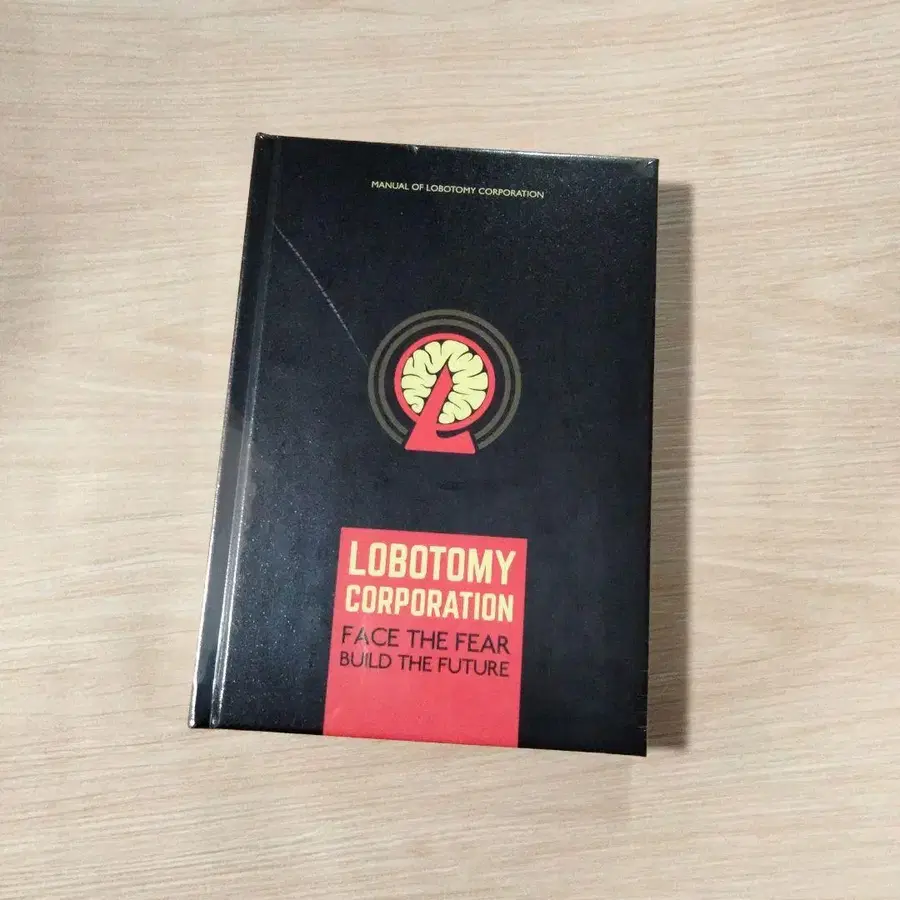 MANUAL OF LOBOTOMY CORPORATION
LOBOTOMY
CORPORATION
FACE THE FEAR
BUILD THE FUTURE